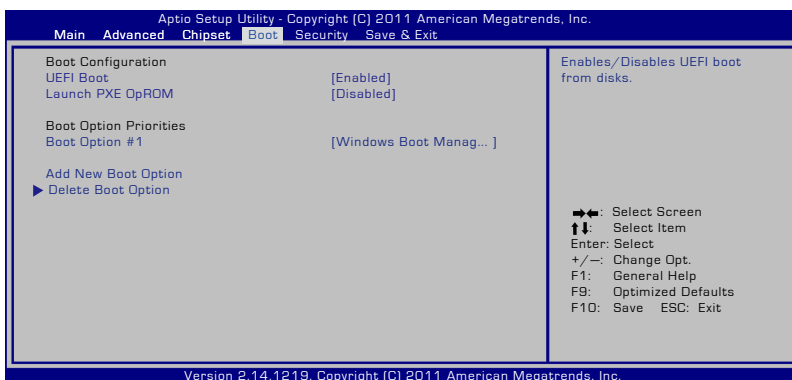 Aptio Setup Utility - Copyright (C) 2011 American Megatrends, Inc.
Main Advanced Chipset Boot Security Save & Exit
Boot Configuration
UEFI Boot [Enabled]
Launch PXE OpROM [Disabled]
Boot Option Priorities
Boot Option #1 [Windows Boot Manag... ]
Add New Boot Option
Delete Boot Option
Enables/Disables UEFI boot
from disks.
: Select Screen
: Select Item
Enter: Select
+/—: Change Opt.
F1: General Help
F9: Optimized Defaults
F10: Save ESC: Exit
Version 2.14.1219. Copyright (C) 2011 American Megatrends, Inc.